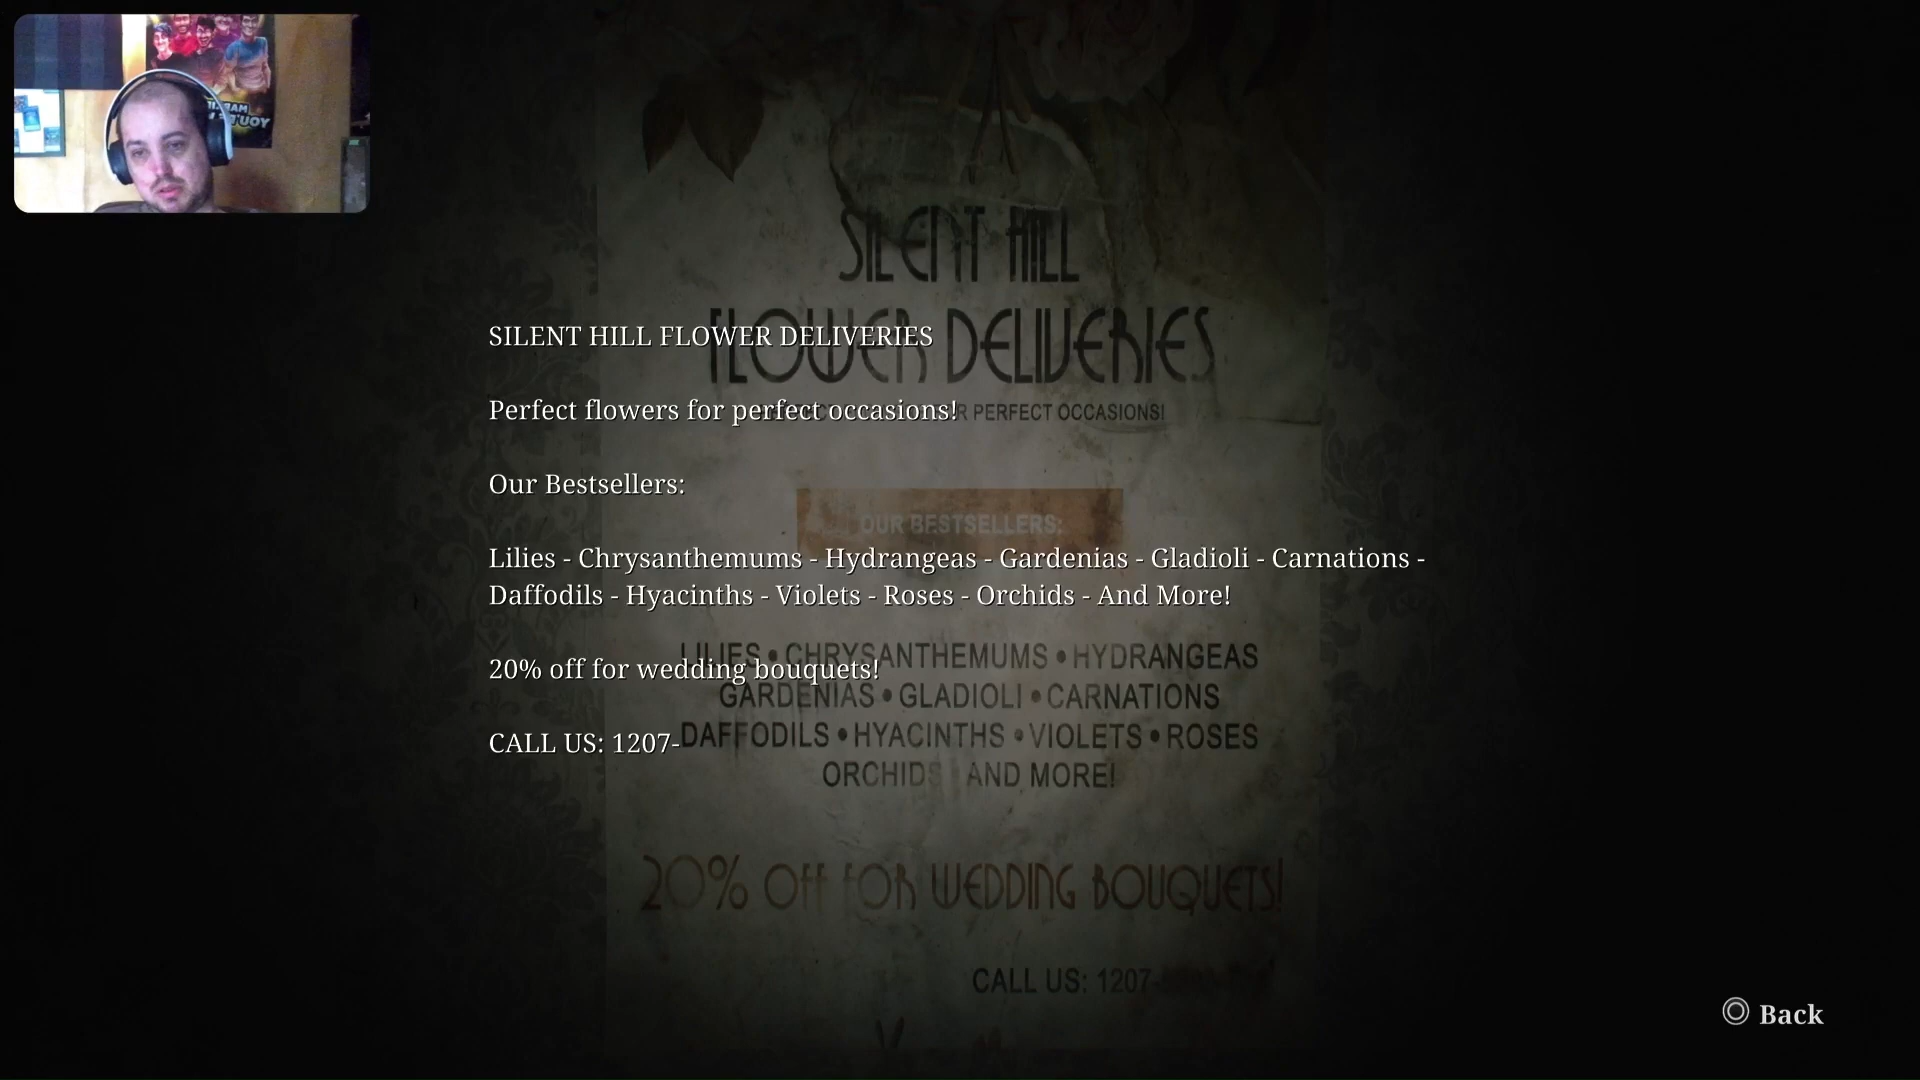 SILENT HILL
FLOWER DELIVERIES
SILENT HILL FLOWER DELIVERIES
Perfect flowers for perfect occasions!
PERFECT OCCASIONS!
Our Bestsellers:
OUR BESTSELLERS:
Lilies - Chrysanthemums - Hydrangeas - Gardenias - Gladioli - Carnations -
Daffodils - Hyacinths - Violets - Roses - Orchids - And More!
LILIES • CHRYSANTHEMUMS • HYDRANGEAS
20% off for wedding bouquets!
GARDENIAS • GLADIOLI • CARNATIONS
CALL US: 1207-
DAFFODILS • HYACINTHS • VIOLETS • ROSES
ORCHIDS AND MORE!
20% OFF FOR WEDDING BOUQUETS!
CALL US: 1207-
Back